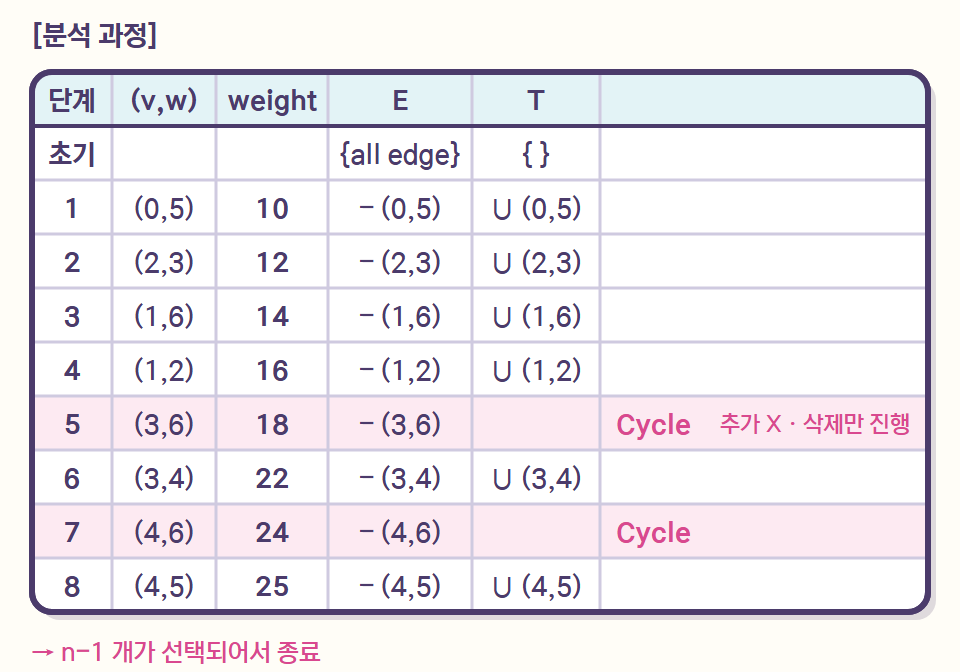 [분석 과정]
단계 (v,w) weight E T
초기 {all edge} { }
1 (0,5) 10 − (0,5) ∪ (0,5)
2 (2,3) 12 − (2,3) ∪ (2,3)
3 (1,6) 14 − (1,6) ∪ (1,6)
4 (1,2) 16 − (1,2) ∪ (1,2)
5 (3,6) 18 − (3,6) Cycle 추가 X · 삭제만 진행
6 (3,4) 22 − (3,4) ∪ (3,4)
7 (4,6) 24 − (4,6) Cycle
8 (4,5) 25 − (4,5) ∪ (4,5)
→ n−1 개가 선택되어서 종료